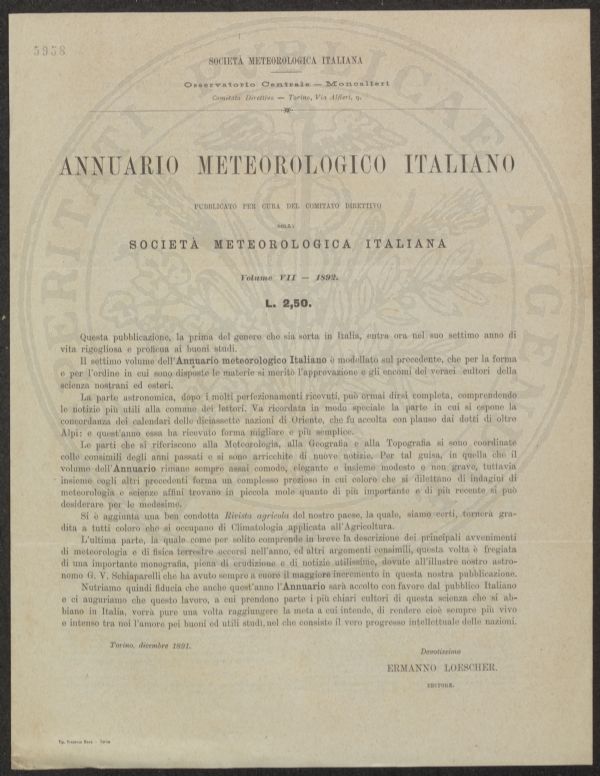 5958
SOCIETÀ METEOROLOGICA ITALIANA
Osservatorio Centrale — Moncalieri
Comitato Direttivo — Torino, Via Alfieri, 9.
ANNUARIO METEOROLOGICO ITALIANO
PUBBLICATO PER CURA DEL COMITATO DIRETTIVO
DELLA
SOCIETÀ METEOROLOGICA ITALIANA
Volume VII — 1892.
L. 2,50.
Questa pubblicazione, la prima del genere che sia sorta in Italia, entra ora nel suo settimo anno di
vita rigogliosa e proficua ai buoni studi.
Il settimo volume dell'Annuario meteorologico Italiano è modellato sul precedente, che per la forma
e per l'ordine in cui sono disposte le materie si meritò l'approvazione e gli encomi dei veraci cultori della
scienza nostrani ed esteri.
La parte astronomica, dopo i molti perfezionamenti ricevuti, può ormai dirsi completa, comprendendo
le notizie più utili alla comune dei lettori. Va ricordata in modo speciale la parte in cui si espone la
concordanza dei calendari delle diciassette nazioni di Oriente, che fu accolta con plauso dai dotti di oltre
Alpi: e quest'anno essa ha ricevuto forma migliore e più semplice.
Le parti che si riferiscono alla Meteorologia, alla Geografia e alla Topografia si sono coordinate
colle consimili degli anni passati e si sono arricchite di nuove notizie. Per tal guisa, in quella che il
volume dell'Annuario rimane sempre assai comodo, elegante e insieme modesto e non grave, tuttavia
insieme cogli altri precedenti forma un complesso prezioso in cui coloro che si dilettano di indagini di
meteorologia e scienze affini trovano in piccola mole quanto di più importante e di più recente si può
desiderare per le medesime.
Si è aggiunta una ben condotta Rivista agricola del nostro paese, la quale, siamo certi, tornerà gra-
dita a tutti coloro che si occupano di Climatologia applicata all'Agricoltura.
L'ultima parte, la quale come per solito comprende in breve la descrizione dei principali avvenimenti
di meteorologia e di fisica terrestre occorsi nell'anno, ed altri argomenti consimili, questa volta è fregiata
di una importante monografia, piena di erudizione e di notizie utilissime, dovute all'illustre nostro astro-
nomo G. V. Schiaparelli che ha avuto sempre a cuore il maggiore incremento in questa nostra pubblicazione.
Nutriamo quindi fiducia che anche quest'anno l'Annuario sarà accolto con favore dal pubblico Italiano
e ci auguriamo che questo lavoro, a cui prendono parte i più chiari cultori di questa scienza che si ab-
biano in Italia, vorrà pure una volta raggiungere la meta a cui intende, di rendere cioè sempre più vivo
e intenso tra noi l'amore pei buoni ed utili studi, nel che consiste il vero progresso intellettuale delle nazioni.
Torino, dicembre 1891.
Devotissimo
ERMANNO LOESCHER.
EDITORE.
Tip. Vincenzo Bona - Torino